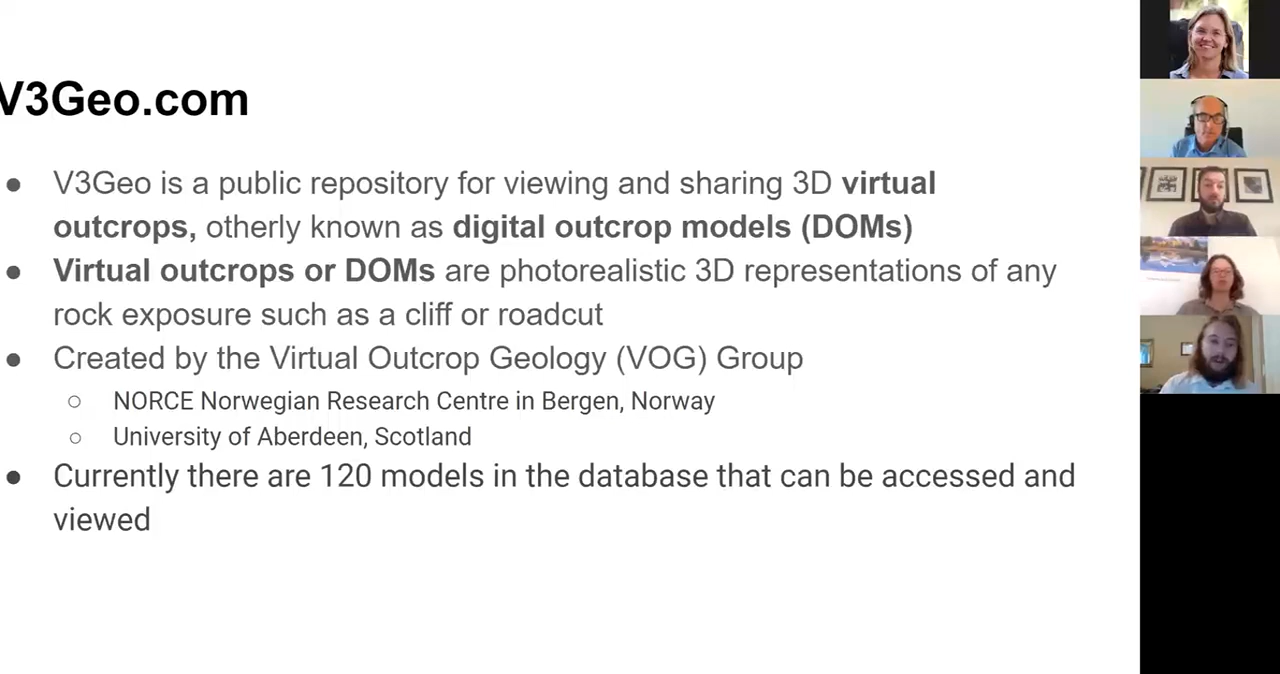 V3Geo.com
● V3Geo is a public repository for viewing and sharing 3D virtual
outcrops, otherly known as digital outcrop models (DOMs)
● Virtual outcrops or DOMs are photorealistic 3D representations of any
rock exposure such as a cliff or roadcut
● Created by the Virtual Outcrop Geology (VOG) Group
○ NORCE Norwegian Research Centre in Bergen, Norway
○ University of Aberdeen, Scotland
● Currently there are 120 models in the database that can be accessed and
viewed